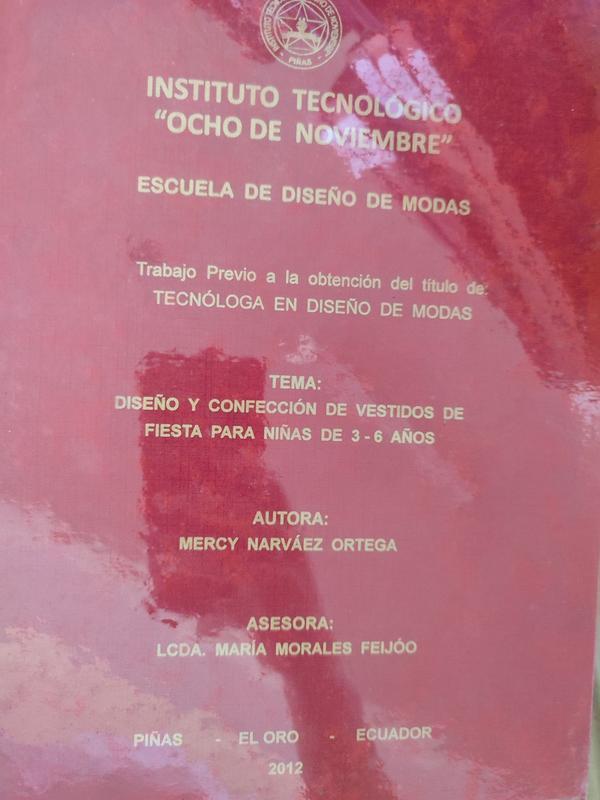 PIÑAS
INSTITUTO TECNOLÓGICO
"OCHO DE NOVIEMBRE"
ESCUELA DE DISEÑO DE MODAS
Trabajo Previo a la obtención del título de:
TECNÓLOGA EN DISEÑO DE MODAS
TEMA:
DISEÑO Y CONFECCIÓN DE VESTIDOS DE
FIESTA PARA NIÑAS DE 3-6 AÑOS
AUTORA:
MERCY NARVÁEZ ORTEGA
ASESORA:
LCDA. MARÍA MORALES FEIJÓO
PIÑAS - EL ORO - ECUADOR
2012